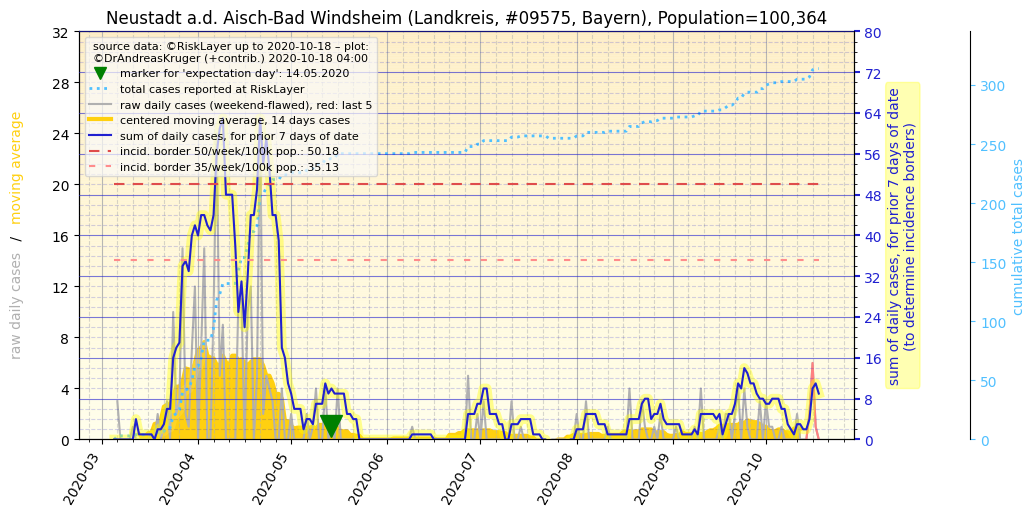 Neustadt a.d. Aisch-Bad Windsheim (Landkreis, #09575, Bayern), Population=100,364
source data: ©RiskLayer up to 2020-10-18 – plot:
©DrAndreasKruger (+contrib.) 2020-10-18 04:00
marker for 'expectation day': 14.05.2020
total cases reported at RiskLayer
raw daily cases (weekend-flawed), red: last 5
centered moving average, 14 days cases
sum of daily cases, for prior 7 days of date
incid. border 50/week/100k pop.: 50.18
incid. border 35/week/100k pop.: 35.13
raw daily cases / moving average
32
28
24
20
16
12
8
4
0
2020-03
2020-04
2020-05
2020-06
2020-07
2020-08
2020-09
2020-10
80
72
64
56
48
40
32
24
16
8
0
sum of daily cases, for prior 7 days of date
(to determine incidence borders)
300
250
200
150
100
50
0
cumulative total cases